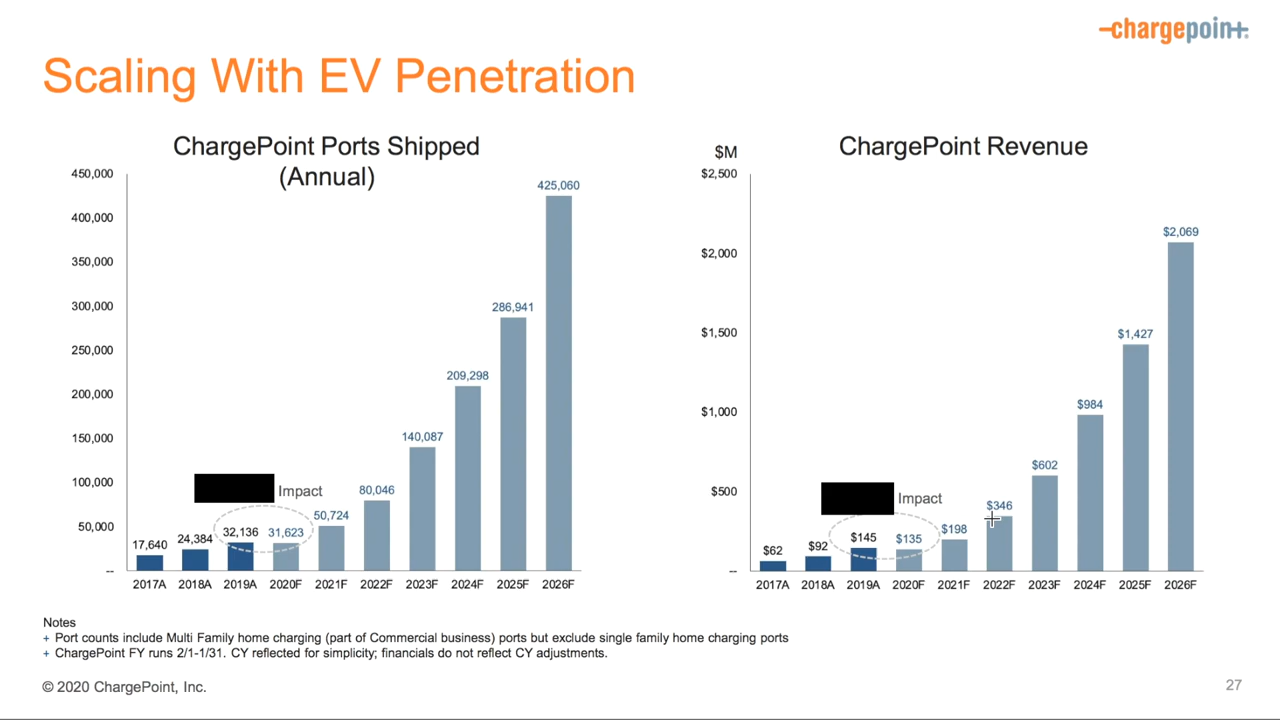 chargepoin+.
Scaling With EV Penetration
ChargePoint Ports Shipped
(Annual)
450,000
400,000
350,000
300,000
250,000
200,000
150,000
100,000
50,000
--
17,640
24,384
32,136
31,623
50,724
80,046
140,087
209,298
286,941
425,060
Impact
2017A 2018A 2019A 2020F 2021F 2022F 2023F 2024F 2025F 2026F
$M
ChargePoint Revenue
$2,500
$2,000
$1,500
$1,000
$500
--
$62
$92
$145
$135
$198
$346
$602
$984
$1,427
$2,069
Impact
2017A 2018A 2019A 2020F 2021F 2022F 2023F 2024F 2025F 2026F
Notes
+ Port counts include Multi Family home charging (part of Commercial business) ports but exclude single family home charging ports
+ ChargePoint FY runs 2/1-1/31. CY reflected for simplicity; financials do not reflect CY adjustments.
© 2020 ChargePoint, Inc.
27